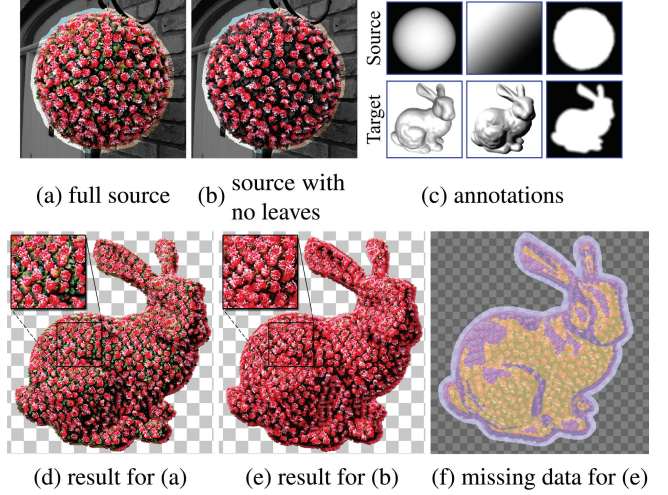 Source
Target
(a) full source
(b) source with
no leaves
(c) annotations
(d) result for (a)
(e) result for (b)
(f) missing data for (e)